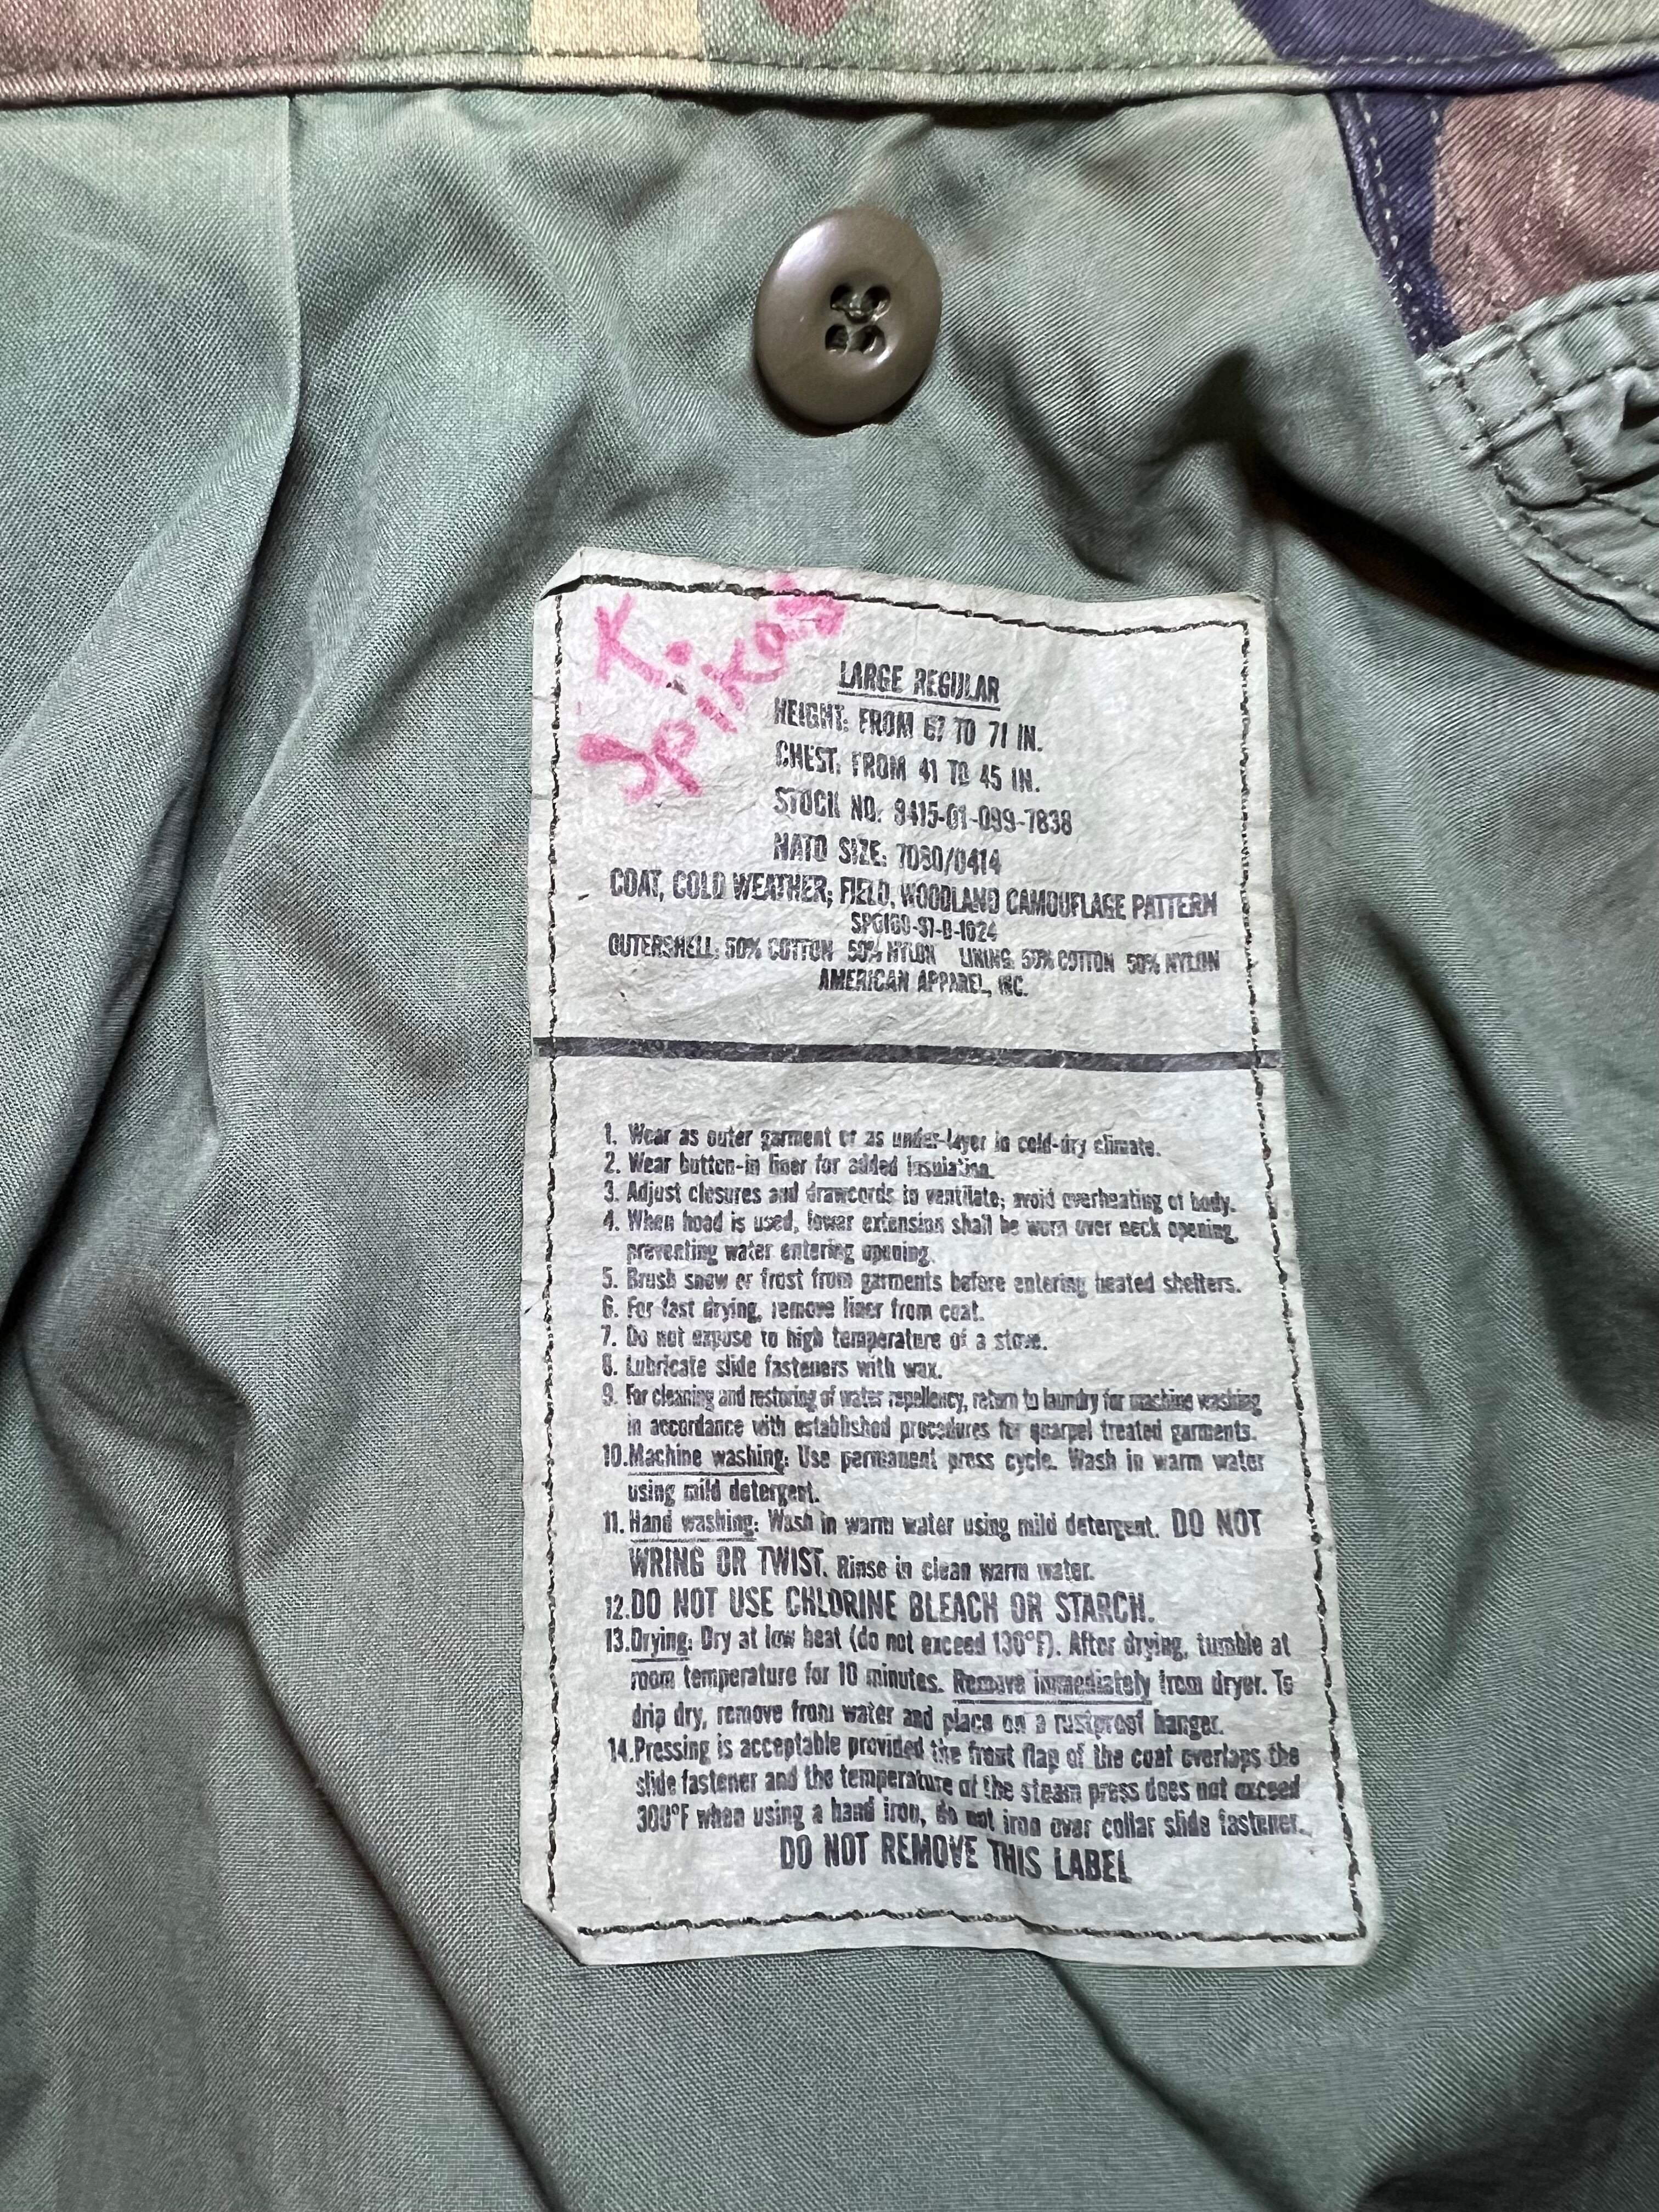 K. Spikais
LARGE REGULAR
HEIGHT: FROM 67 TO 71 IN.
CHEST: FROM 41 TO 45 IN.
STOCK NO. 8415-01-099-7838
NATO SIZE: 7080/0414
COAT, COLD WEATHER; FIELD, WOODLAND CAMOUFLAGE PATTERN
SPO100-87-D-1024
OUTERSHELL: 50% COTTON 50% NYLON LINING: 50% COTTON 50% NYLON
AMERICAN APPAREL, INC.
1. Wear as outer garment or as under-layer in cold-dry climate.
2. Wear button-in liner for added insulation.
3. Adjust closures and drawcords to ventilate; avoid overheating of body.
4. When hood is used, lower extension shall be worn over neck opening,
preventing water entering opening.
5. Brush snow or frost from garments before entering heated shelters.
6. For fast drying, remove liner from coat.
7. Do not expose to high temperature of a stove.
8. Lubricate slide fasteners with wax.
9. For cleaning and restoring of water repellency, return to laundry for machine washing
in accordance with established procedures for quarpel treated garments.
10. Machine washing: Use permanent press cycle. Wash in warm water
using mild detergent.
11. Hand washing: Wash in warm water using mild detergent. DO NOT
WRING OR TWIST. Rinse in clean warm water.
12. DO NOT USE CHLORINE BLEACH OR STARCH.
13. Drying: Dry at low heat (do not exceed 130°F). After drying, tumble at
room temperature for 10 minutes. Remove immediately from dryer. To
drip dry, remove from water and place on a rustproof hanger.
14. Pressing is acceptable provided the front flap of the coat overlaps the
slide fastener and the temperature of the steam press does not exceed
300°F when using a hand iron, do not iron over collar slide fastener.
DO NOT REMOVE THIS LABEL